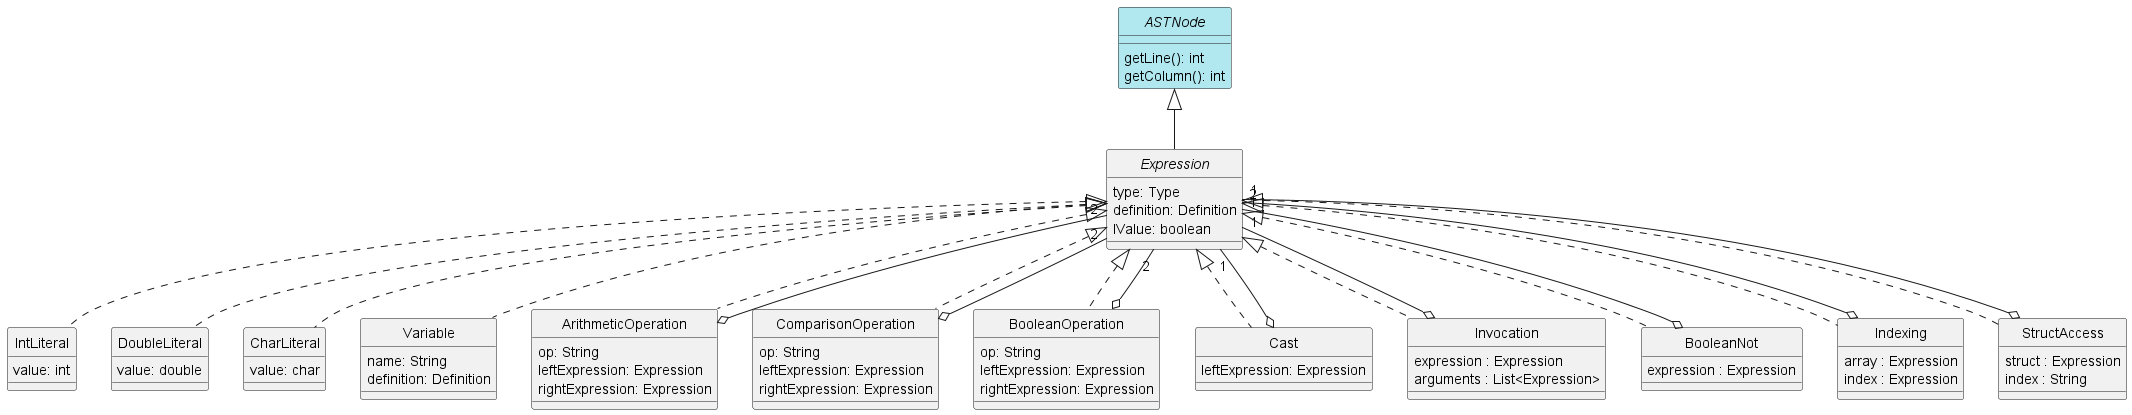 ASTNode
getLine(): int
getColumn(): int
Expression
type: Type
definition: Definition
lValue: boolean
2
2
2
1
1
2
1
IntLiteral
value: int
DoubleLiteral
value: double
CharLiteral
value: char
Variable
name: String
definition: Definition
ArithmeticOperation
op: String
leftExpression: Expression
rightExpression: Expression
ComparisonOperation
op: String
leftExpression: Expression
rightExpression: Expression
BooleanOperation
op: String
leftExpression: Expression
rightExpression: Expression
Cast
leftExpression: Expression
Invocation
expression : Expression
arguments : List<Expression>
BooleanNot
expression : Expression
Indexing
array : Expression
index : Expression
StructAccess
struct : Expression
index : String